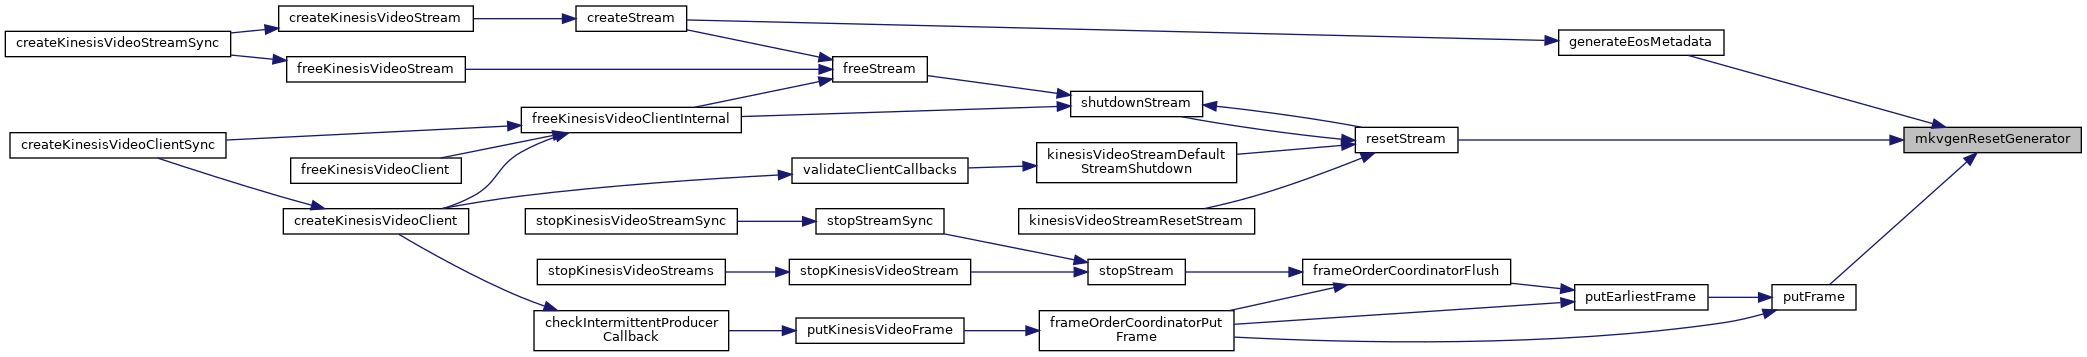 createKinesisVideoStream
createStream
createKinesisVideoStreamSync
generateEosMetadata
freeKinesisVideoStream
freeStream
shutdownStream
freeKinesisVideoClientInternal
createKinesisVideoClientSync
resetStream
mkvgenResetGenerator
kinesisVideoStreamDefault
StreamShutdown
freeKinesisVideoClient
validateClientCallbacks
createKinesisVideoClient
stopKinesisVideoStreamSync
stopStreamSync
kinesisVideoStreamResetStream
stopKinesisVideoStreams
stopKinesisVideoStream
stopStream
frameOrderCoordinatorFlush
putEarliestFrame
putFrame
checkIntermittentProducer
Callback
putKinesisVideoFrame
frameOrderCoordinatorPut
Frame